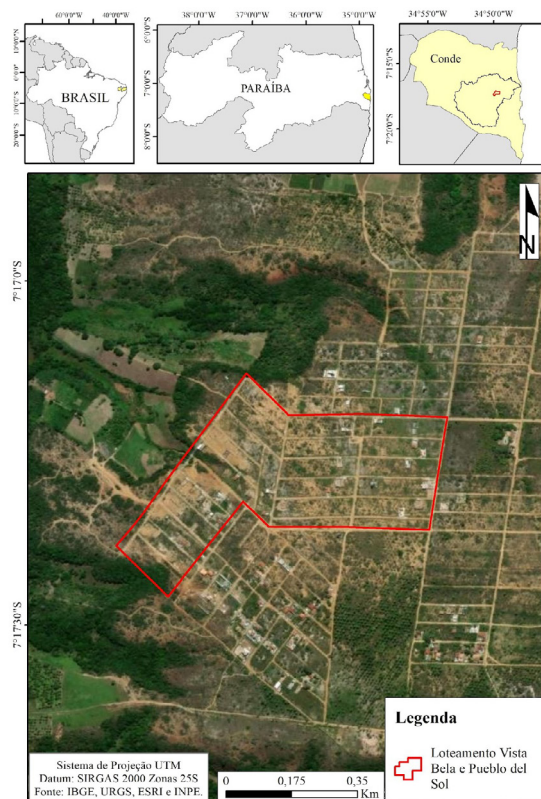 60°0'0"W 40°0'0"W
38°0'0"W 37°0'0"W 36°0'0"W 35°0'0"W
34°55'0"W 34°50'0"W
0°0'0"
10°0'0"S
20°0'0"S
BRASIL
6°0'0"S
7°0'0"S
8°0'0"S
PARAÍBA
7°15'0"S
7°20'0"S
Conde
N
7°17'0"S
7°17'30"S
Legenda
Loteamento Vista
Bela e Pueblo del
Sol
Sistema de Projeção UTM
Datum: SIRGAS 2000 Zonas 25S
Fonte: IBGE, URGS, ESRI e INPE.
0 0,175 0,35
Km